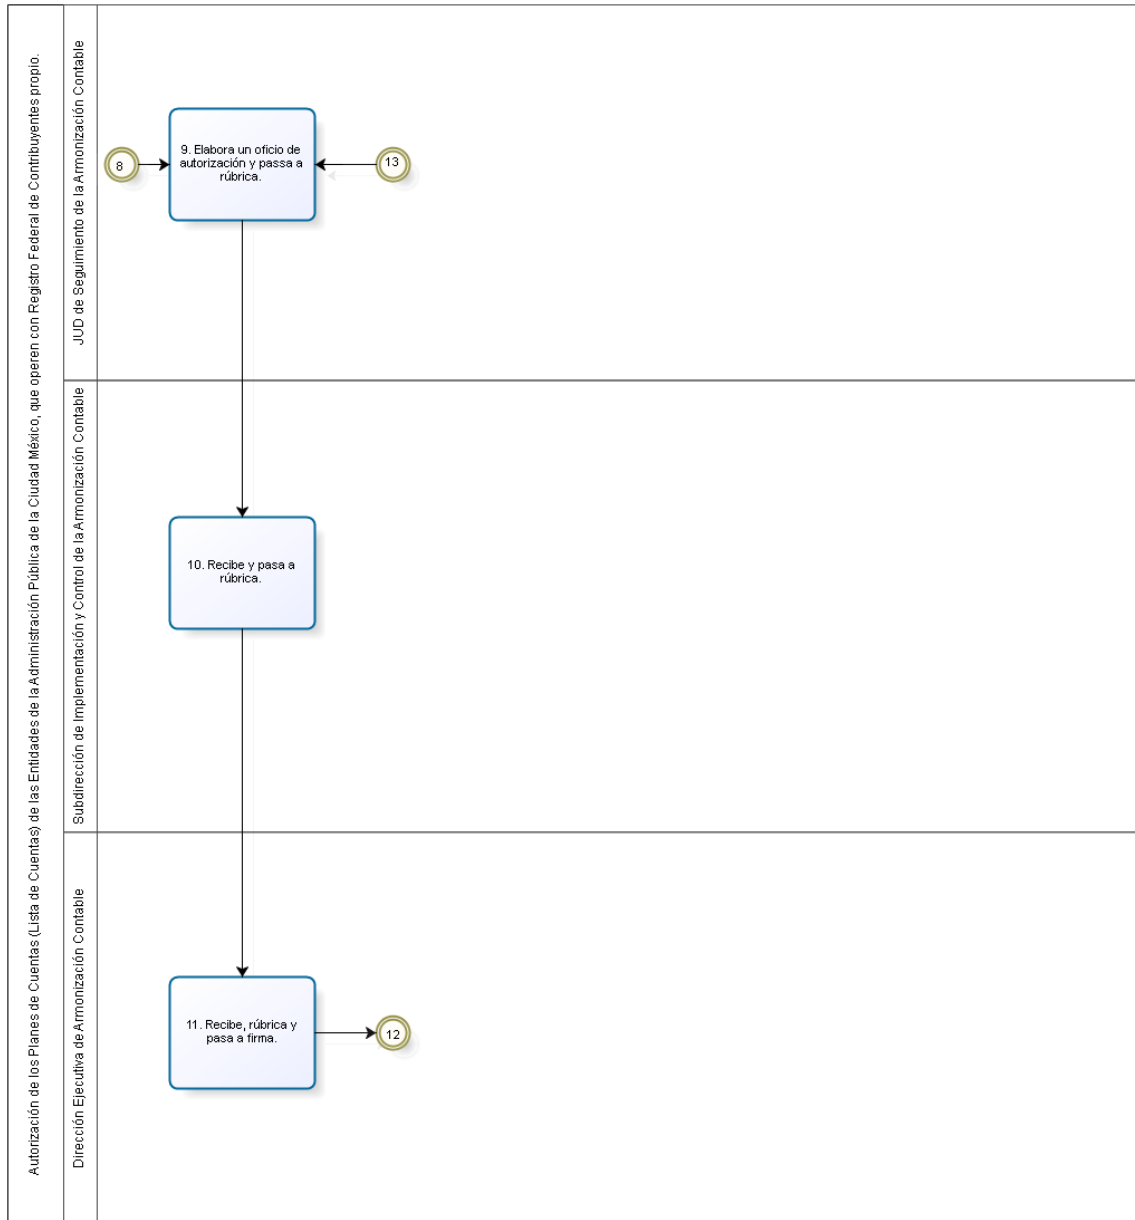 Autorización de los Planes de Cuentas (Lista de Cuentas) de las Entidades de la Administración Pública de la Ciudad México, que operen con Registro Federal de Contribuyentes propio.
JUD de Seguimiento de la Armonización Contable
8
9. Elabora un oficio de
autorización y passa a
rúbrica.
13
Subdirección de Implementación y Control de la Armonización Contable
10. Recibe y pasa a
rúbrica.
Dirección Ejecutiva de Armonización Contable
11. Recibe, rúbrica y
pasa a firma.
12